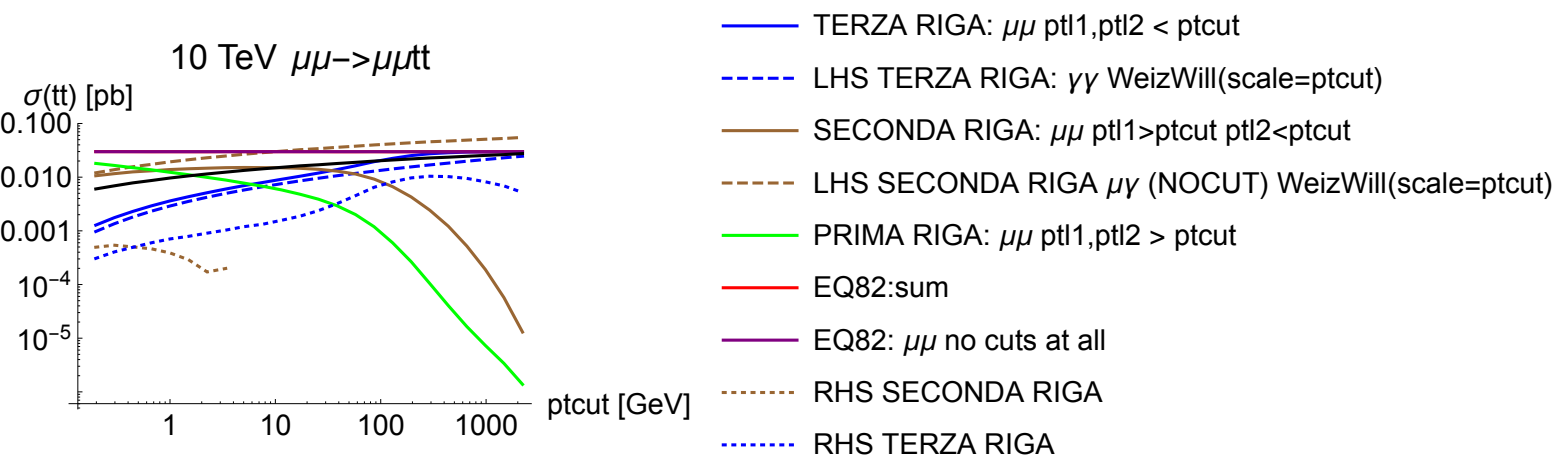 10 TeV μμ−>μμtt
σ(tt) [pb]
0.100
0.010
0.001
10−4
10−5
1 10 100 1000
ptcut [GeV]
TERZA RIGA: μμ ptl1,ptl2 < ptcut
LHS TERZA RIGA: γγ WeizWill(scale=ptcut)
SECONDA RIGA: μμ ptl1>ptcut ptl2<ptcut
LHS SECONDA RIGA μγ (NOCUT) WeizWill(scale=ptcut)
PRIMA RIGA: μμ ptl1,ptl2 > ptcut
EQ82:sum
EQ82: μμ no cuts at all
RHS SECONDA RIGA
RHS TERZA RIGA